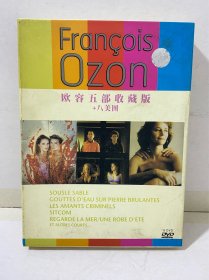 François
Ozon
欧容五部收藏版
+八美图
SOUS LE SABLE
GOUTTES D'EAU SUR PIERRE BRULANTES
LES AMANTS CRIMINELS
SITCOM
REGARDE LA MER/UNE ROBE D'ETE
ET AUTRES COURTS...
DVD